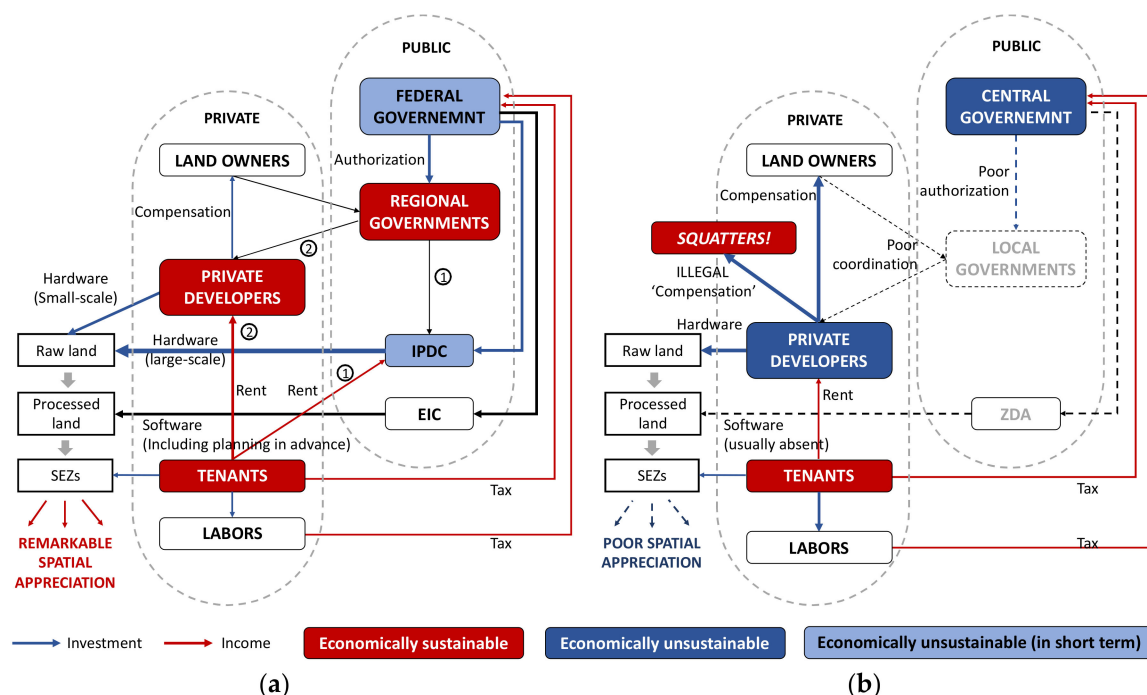 PUBLIC
FEDERAL
GOVERNEMNT
PRIVATE
LAND OWNERS
Authorization
REGIONAL
GOVERNMENTS
Compensation
②
PRIVATE
DEVELOPERS
①
Hardware
(Small-scale)
②
Raw land
Hardware
(large-scale)
IPDC
①
Rent
Rent
Processed
land
EIC
Software
(Including planning in advance)
SEZs
TENANTS
Tax
LABORS
Tax
REMARKABLE
SPATIAL
APPRECIATION
PUBLIC
CENTRAL
GOVERNEMNT
PRIVATE
LAND OWNERS
Poor
authorization
Compensation
SQUATTERS!
Poor
coordination
LOCAL
GOVERNMENTS
ILLEGAL
‘Compensation’
Hardware
Raw land
PRIVATE
DEVELOPERS
Rent
Processed
land
ZDA
Software
(usually absent)
SEZs
TENANTS
Tax
LABORS
Tax
POOR SPATIAL
APPRECIATION
Investment
Income
Economically sustainable
Economically unsustainable
Economically unsustainable (in short term)
(a)
(b)